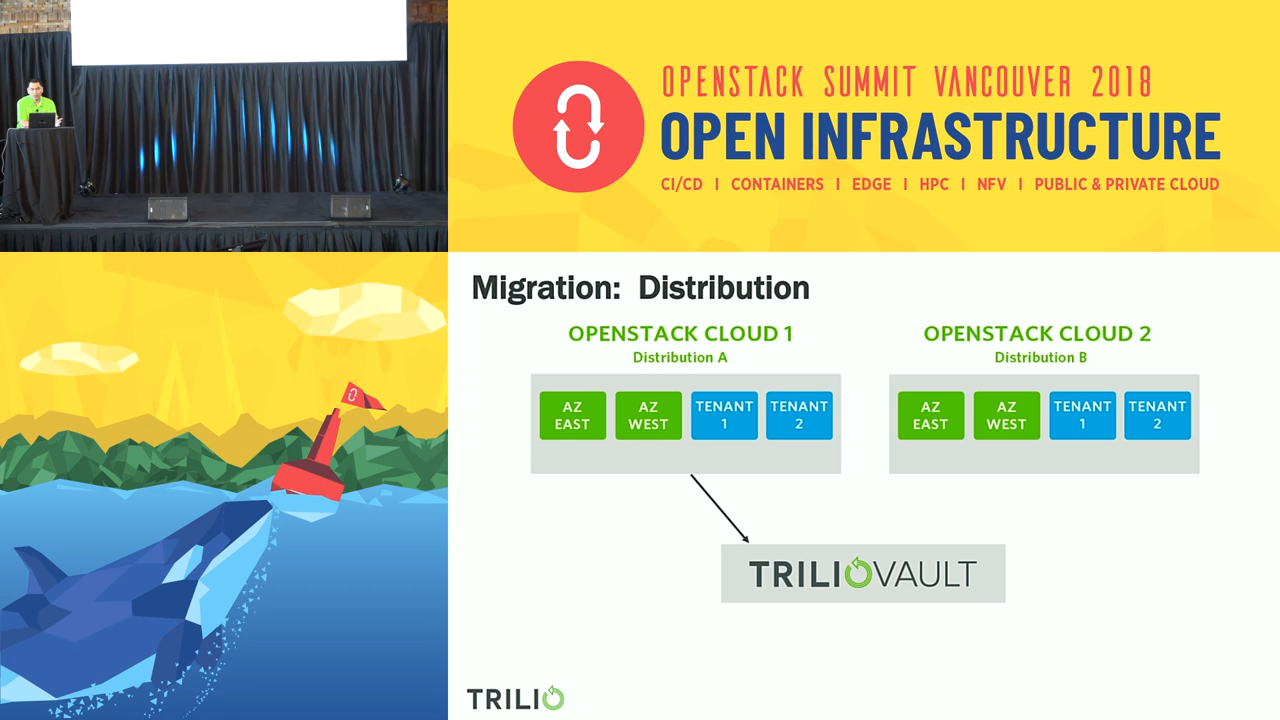 OPENSTACK SUMMIT VANCOUVER 2018
OPEN INFRASTRUCTURE
CI/CD | CONTAINERS | EDGE | HPC | NFV | PUBLIC & PRIVATE CLOUD
Migration: Distribution
OPENSTACK CLOUD 1
Distribution A
AZ
EAST
AZ
WEST
TENANT
1
TENANT
2
OPENSTACK CLOUD 2
Distribution B
AZ
EAST
AZ
WEST
TENANT
1
TENANT
2
TRILIOVAULT
TRILIO